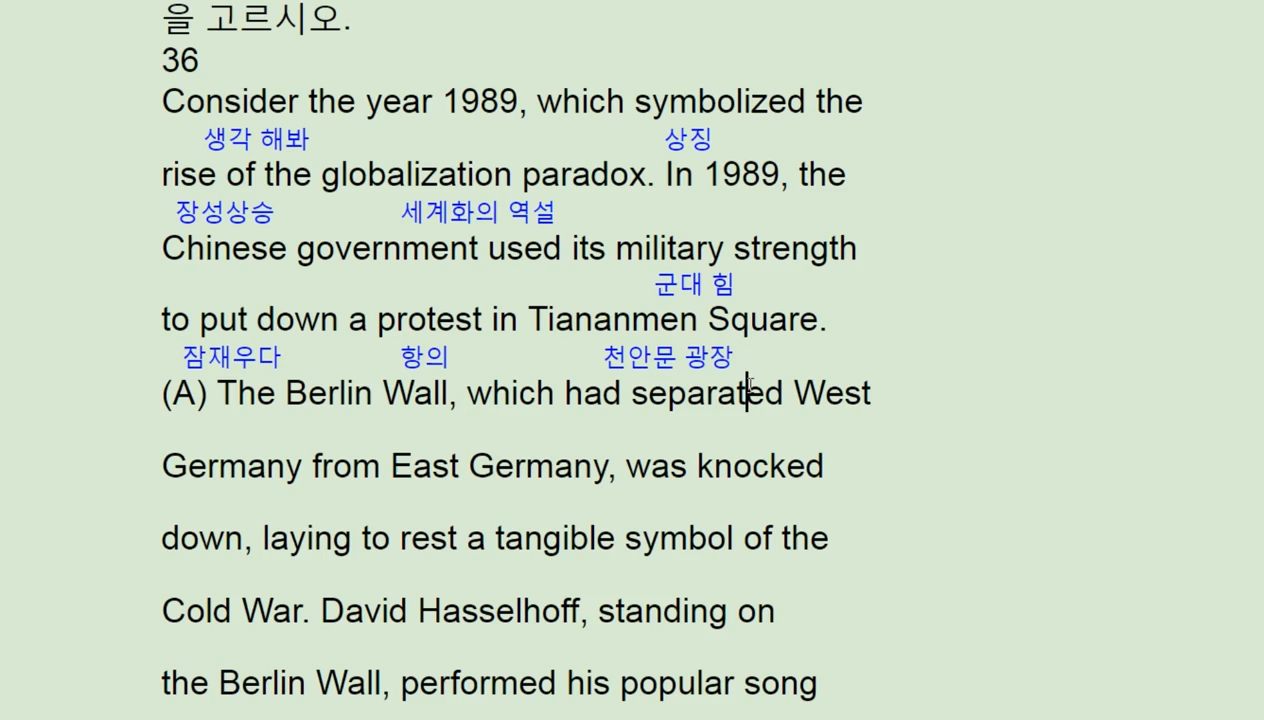 을 고르시오.
36
Consider the year 1989, which symbolized the
생각 해봐 상징
rise of the globalization paradox. In 1989, the
장성상승 세계화의 역설
Chinese government used its military strength
군대 힘
to put down a protest in Tiananmen Square.
잠재우다 항의 천안문 광장
(A) The Berlin Wall, which had separated West
Germany from East Germany, was knocked
down, laying to rest a tangible symbol of the
Cold War. David Hasselhoff, standing on
the Berlin Wall, performed his popular song